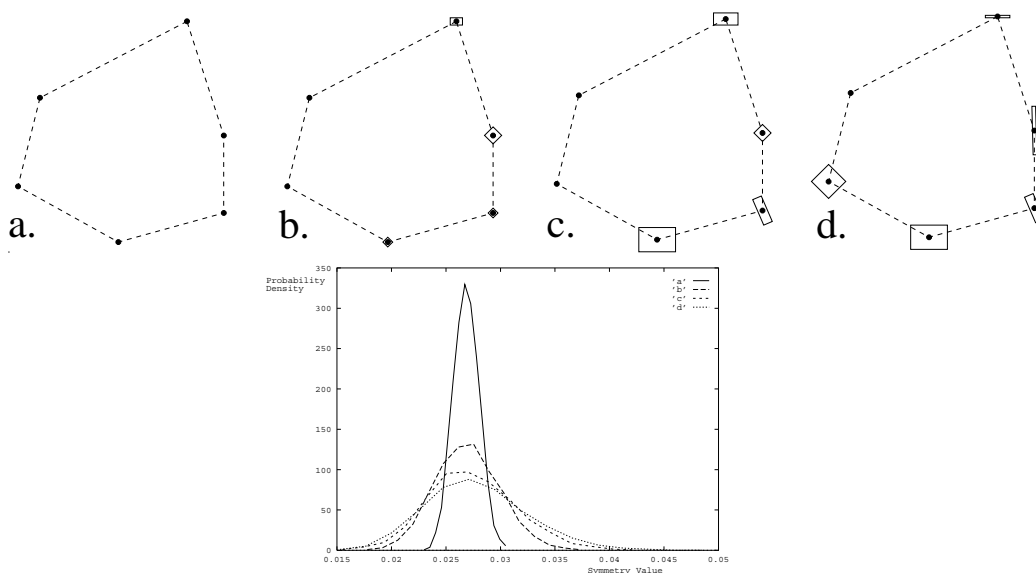 a. b. c. d.
Probability
Density
350
300
250
200
150
100
50
0
'a'
'b'
'c'
'd'
0.015 0.02 0.025 0.03 0.035 0.04 0.045 0.05
Symmetry Value